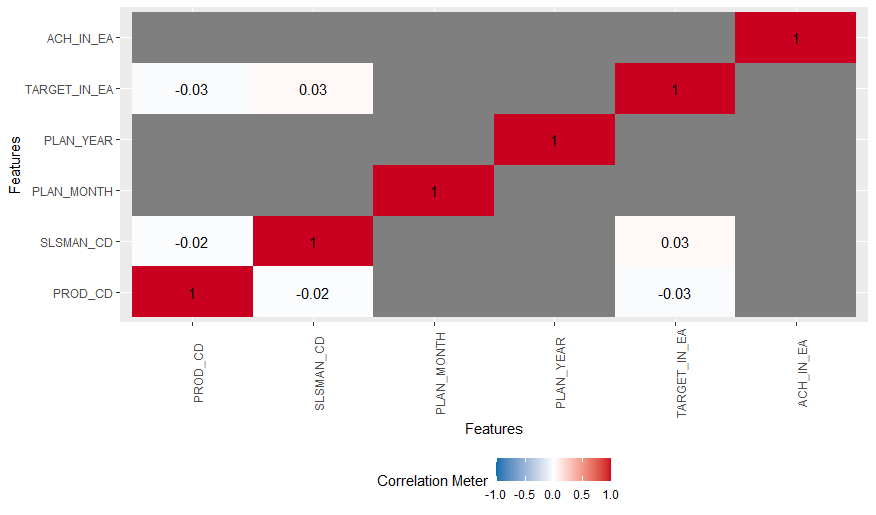 ACH_IN_EA 1
TARGET_IN_EA -0.03 0.03 1
PLAN_YEAR 1
PLAN_MONTH 1
SLSMAN_CD -0.02 1 0.03
PROD_CD 1 -0.02 -0.03
Features
PROD_CD SLSMAN_CD PLAN_MONTH PLAN_YEAR TARGET_IN_EA ACH_IN_EA
Features
Correlation Meter
-1.0 -0.5 0.0 0.5 1.0